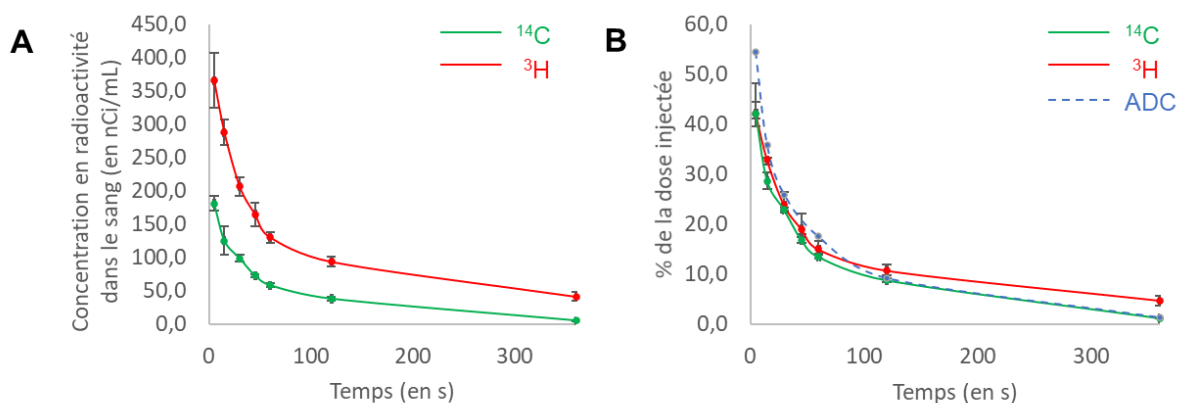 A
Concentration en radioactivité
dans le sang (en nCi/mL)
450,0
400,0
350,0
300,0
250,0
200,0
150,0
100,0
50,0
0,0
0 100 200 300
Temps (en s)
14C
3H
B
% de la dose injectée
60,0
50,0
40,0
30,0
20,0
10,0
0,0
0 100 200 300
Temps (en s)
14C
3H
ADC